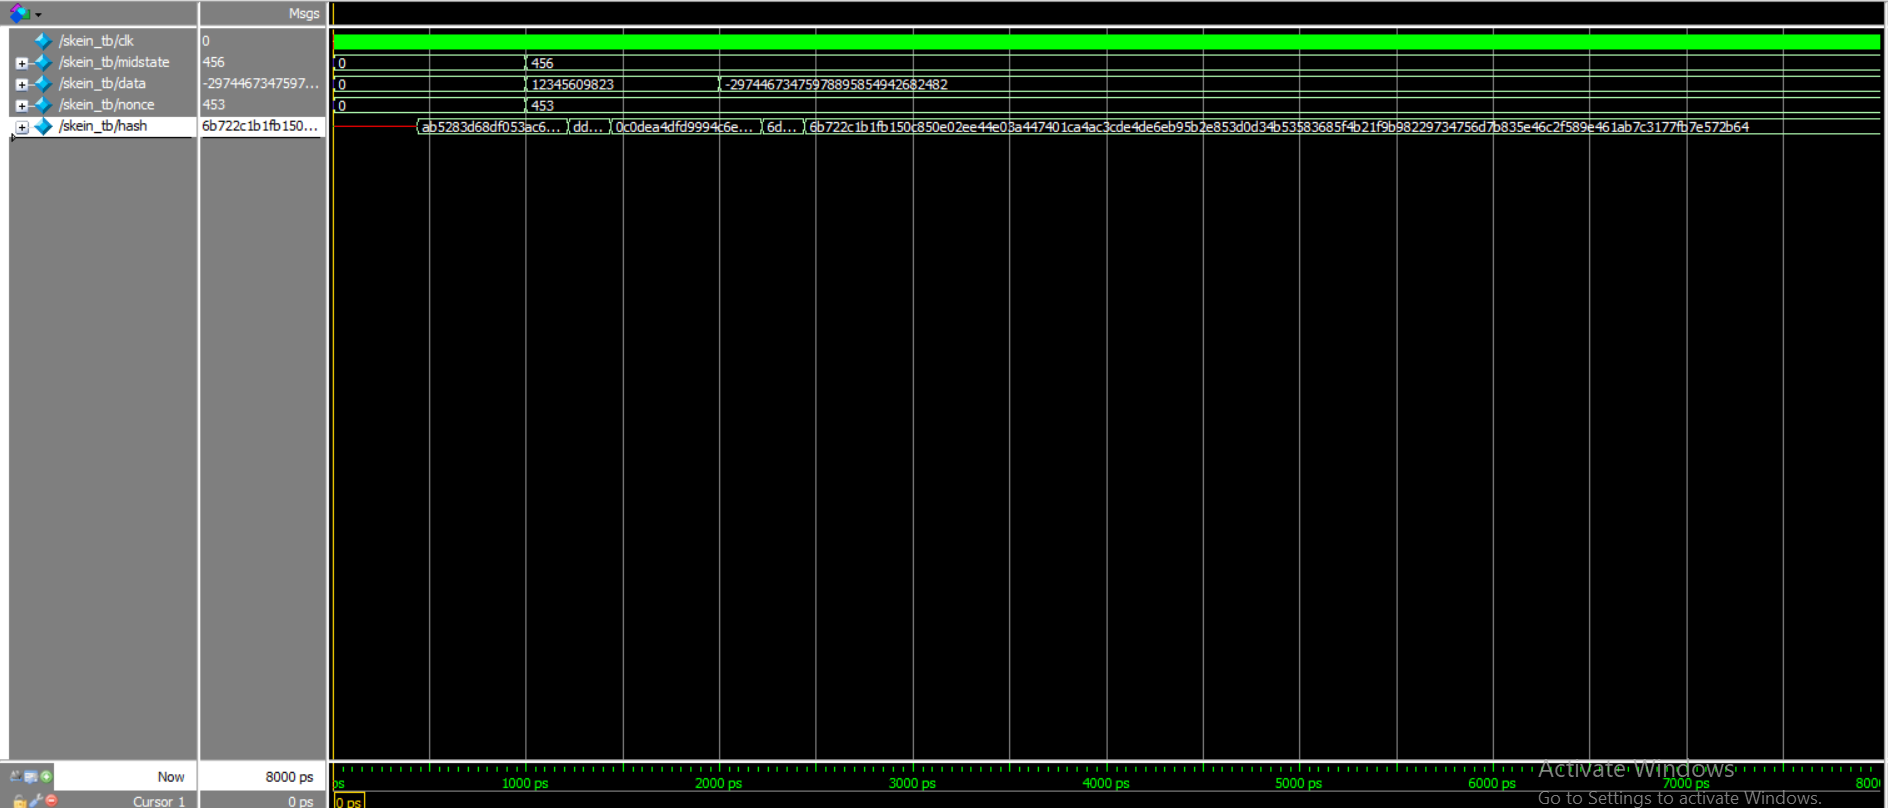 Msgs
/skein_tb/clk 0
/skein_tb/midstate 456 0 456
/skein_tb/data -2974467347597... 0 12345609823 -297446734759788958549426824​82
/skein_tb/nonce 453 0 453
/skein_tb/hash 6b722c1b1fb150... ab5283d68df053ac6... dd... 0c0dea4dfd9994c6e... 6d... 6b722c1b1fb150c850e02ee44e03a447401ca4ac3cde4de6eb95b2e853d0d34b53583685f4b21f9b98229734756d7b835e46c2f589e461ab7c3177fb7e572b64
Now 8000 ps ps 1000 ps 2000 ps 3000 ps 4000 ps 5000 ps 6000 ps 7000 ps 800
Cursor 1 0 ps 0 ps
Activate Windows
Go to Settings to activate Windows.